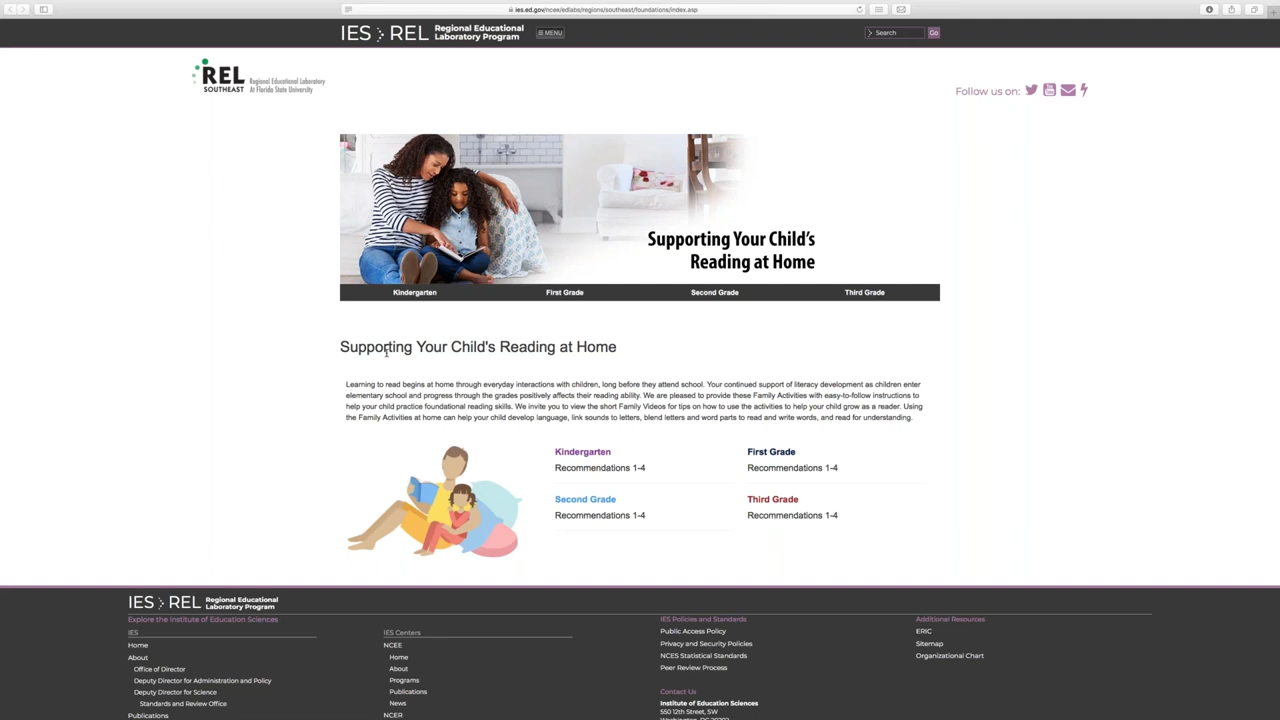 ies.ed.gov/ncee/edlabs/regions/southeast/foundations/index.asp
IES REL Regional Educational Laboratory Program
MENU
Search
Go
REL SOUTHEAST
Regional Educational Laboratory
At Florida State University
Follow us on:
Supporting Your Child's
Reading at Home
Kindergarten First Grade Second Grade Third Grade
Supporting Your Child's Reading at Home
Learning to read begins at home through everyday interactions with children, long before they attend school. Your continued support of literacy development as children enter
elementary school and progress through the grades positively affects their reading ability. We are pleased to provide these Family Activities with easy-to-follow instructions to
help your child practice foundational reading skills. We invite you to view the short Family Videos for tips on how to use the activities to help your child grow as a reader. Using
the Family Activities at home can help your child develop language, link sounds to letters, blend letters and word parts to read and write words, and read for understanding.
Kindergarten
Recommendations 1-4
First Grade
Recommendations 1-4
Second Grade
Recommendations 1-4
Third Grade
Recommendations 1-4
IES REL Regional Educational Laboratory Program
Explore the Institute of Education Sciences
IES
Home
About
Office of Director
Deputy Director for Administration and Policy
Deputy Director for Science
Standards and Review Office
Publications
IES Centers
NCEE
Home
About
Programs
Publications
News
NCER
IES Policies and Standards
Public Access Policy
Privacy and Security Policies
NCES Statistical Standards
Peer Review Process
Contact Us
Institute of Education Sciences
550 12th Street, SW
Additional Resources
ERIC
Sitemap
Organizational Chart